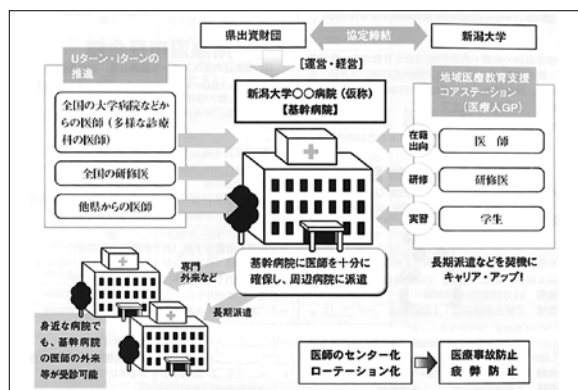 県出資財団
協定締結
新潟大学
Uターン・Iターンの
推進
[運営・経営]
地域医療教育支援
コアステーション
(医療人GP)
新潟大学〇〇病院(仮称)
【基幹病院】
全国の大学病院などか
らの医師(多様な診療
科の医師)
在籍
出向
医 師
全国の研修医
研修
研修医
他県からの医師
実習
学生
長期派遣などを契機に
キャリア・アップ!
基幹病院に医師を十分に
確保し、周辺病院に派遣
専門
外来など
長期派遣
身近な病院で
も、基幹病院
の医師の外来
等が受診可能
医師のセンター化
ローテーション化
医療事故防止
疲 弊 防 止